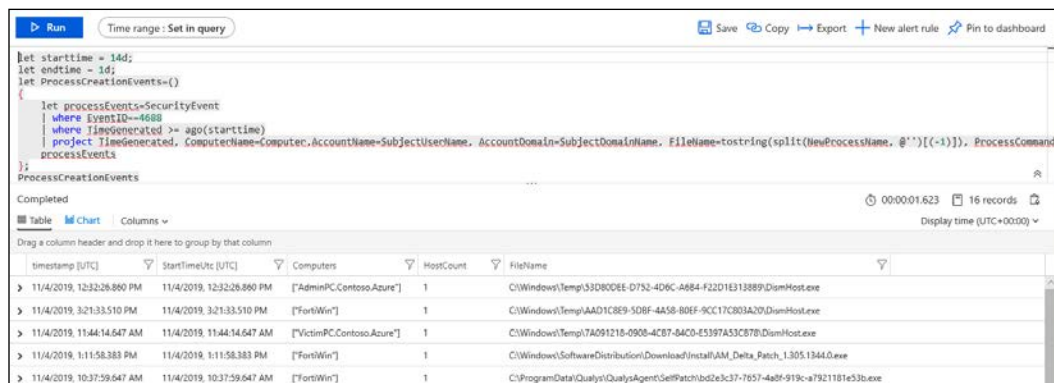 Run
Time range : Set in query
Save
Copy
Export
New alert rule
Pin to dashboard
let starttime = 14d;
let endtime = 1d;
let ProcessCreationEvents=()
{
let processEvents=SecurityEvent
| where EventID==4688
| where TimeGenerated >= ago(starttime)
| project TimeGenerated, ComputerName=Computer,AccountName=SubjectUserName, AccountDomain=SubjectDomainName, FileName=tostring(split(NewProcessName, @'')[(-1)]), ProcessCommand
processEvents
};
ProcessCreationEvents
...
Completed
00:00:01.623
16 records
Table
Chart
Columns
Display time (UTC+00:00)
Drag a column header and drop it here to group by that column
timestamp [UTC] StartTimeUtc [UTC] Computers HostCount FileName
11/4/2019, 12:32:26.860 PM 11/4/2019, 12:32:26.860 PM ["AdminPC.Contoso.Azure"] 1 C:\Windows\Temp\53D80DEE-D752-4D6C-A684-F22D1E313889\DismHost.exe
11/4/2019, 3:21:33.510 PM 11/4/2019, 3:21:33.510 PM ["FortiWin"] 1 C:\Windows\Temp\AAD1C8E9-5DBF-4A58-B0EF-9CC17C803A20\DismHost.exe
11/4/2019, 11:44:14.647 AM 11/4/2019, 11:44:14.647 AM ["VictimPC.Contoso.Azure"] 1 C:\Windows\Temp\7A091218-0908-4CB7-84C0-E5397A53C878\DismHost.exe
11/4/2019, 1:11:58.383 PM 11/4/2019, 1:11:58.383 PM ["FortiWin"] 1 C:\Windows\SoftwareDistribution\Download\Install\AM_Delta_Patch_1.305.1344.0.exe
11/4/2019, 10:37:59.647 AM 11/4/2019, 10:37:59.647 AM ["FortiWin"] 1 C:\ProgramData\Qualys\QualysAgent\SelfPatch\bd2e3c37-7657-4a8f-919c-a7921181e53b.exe